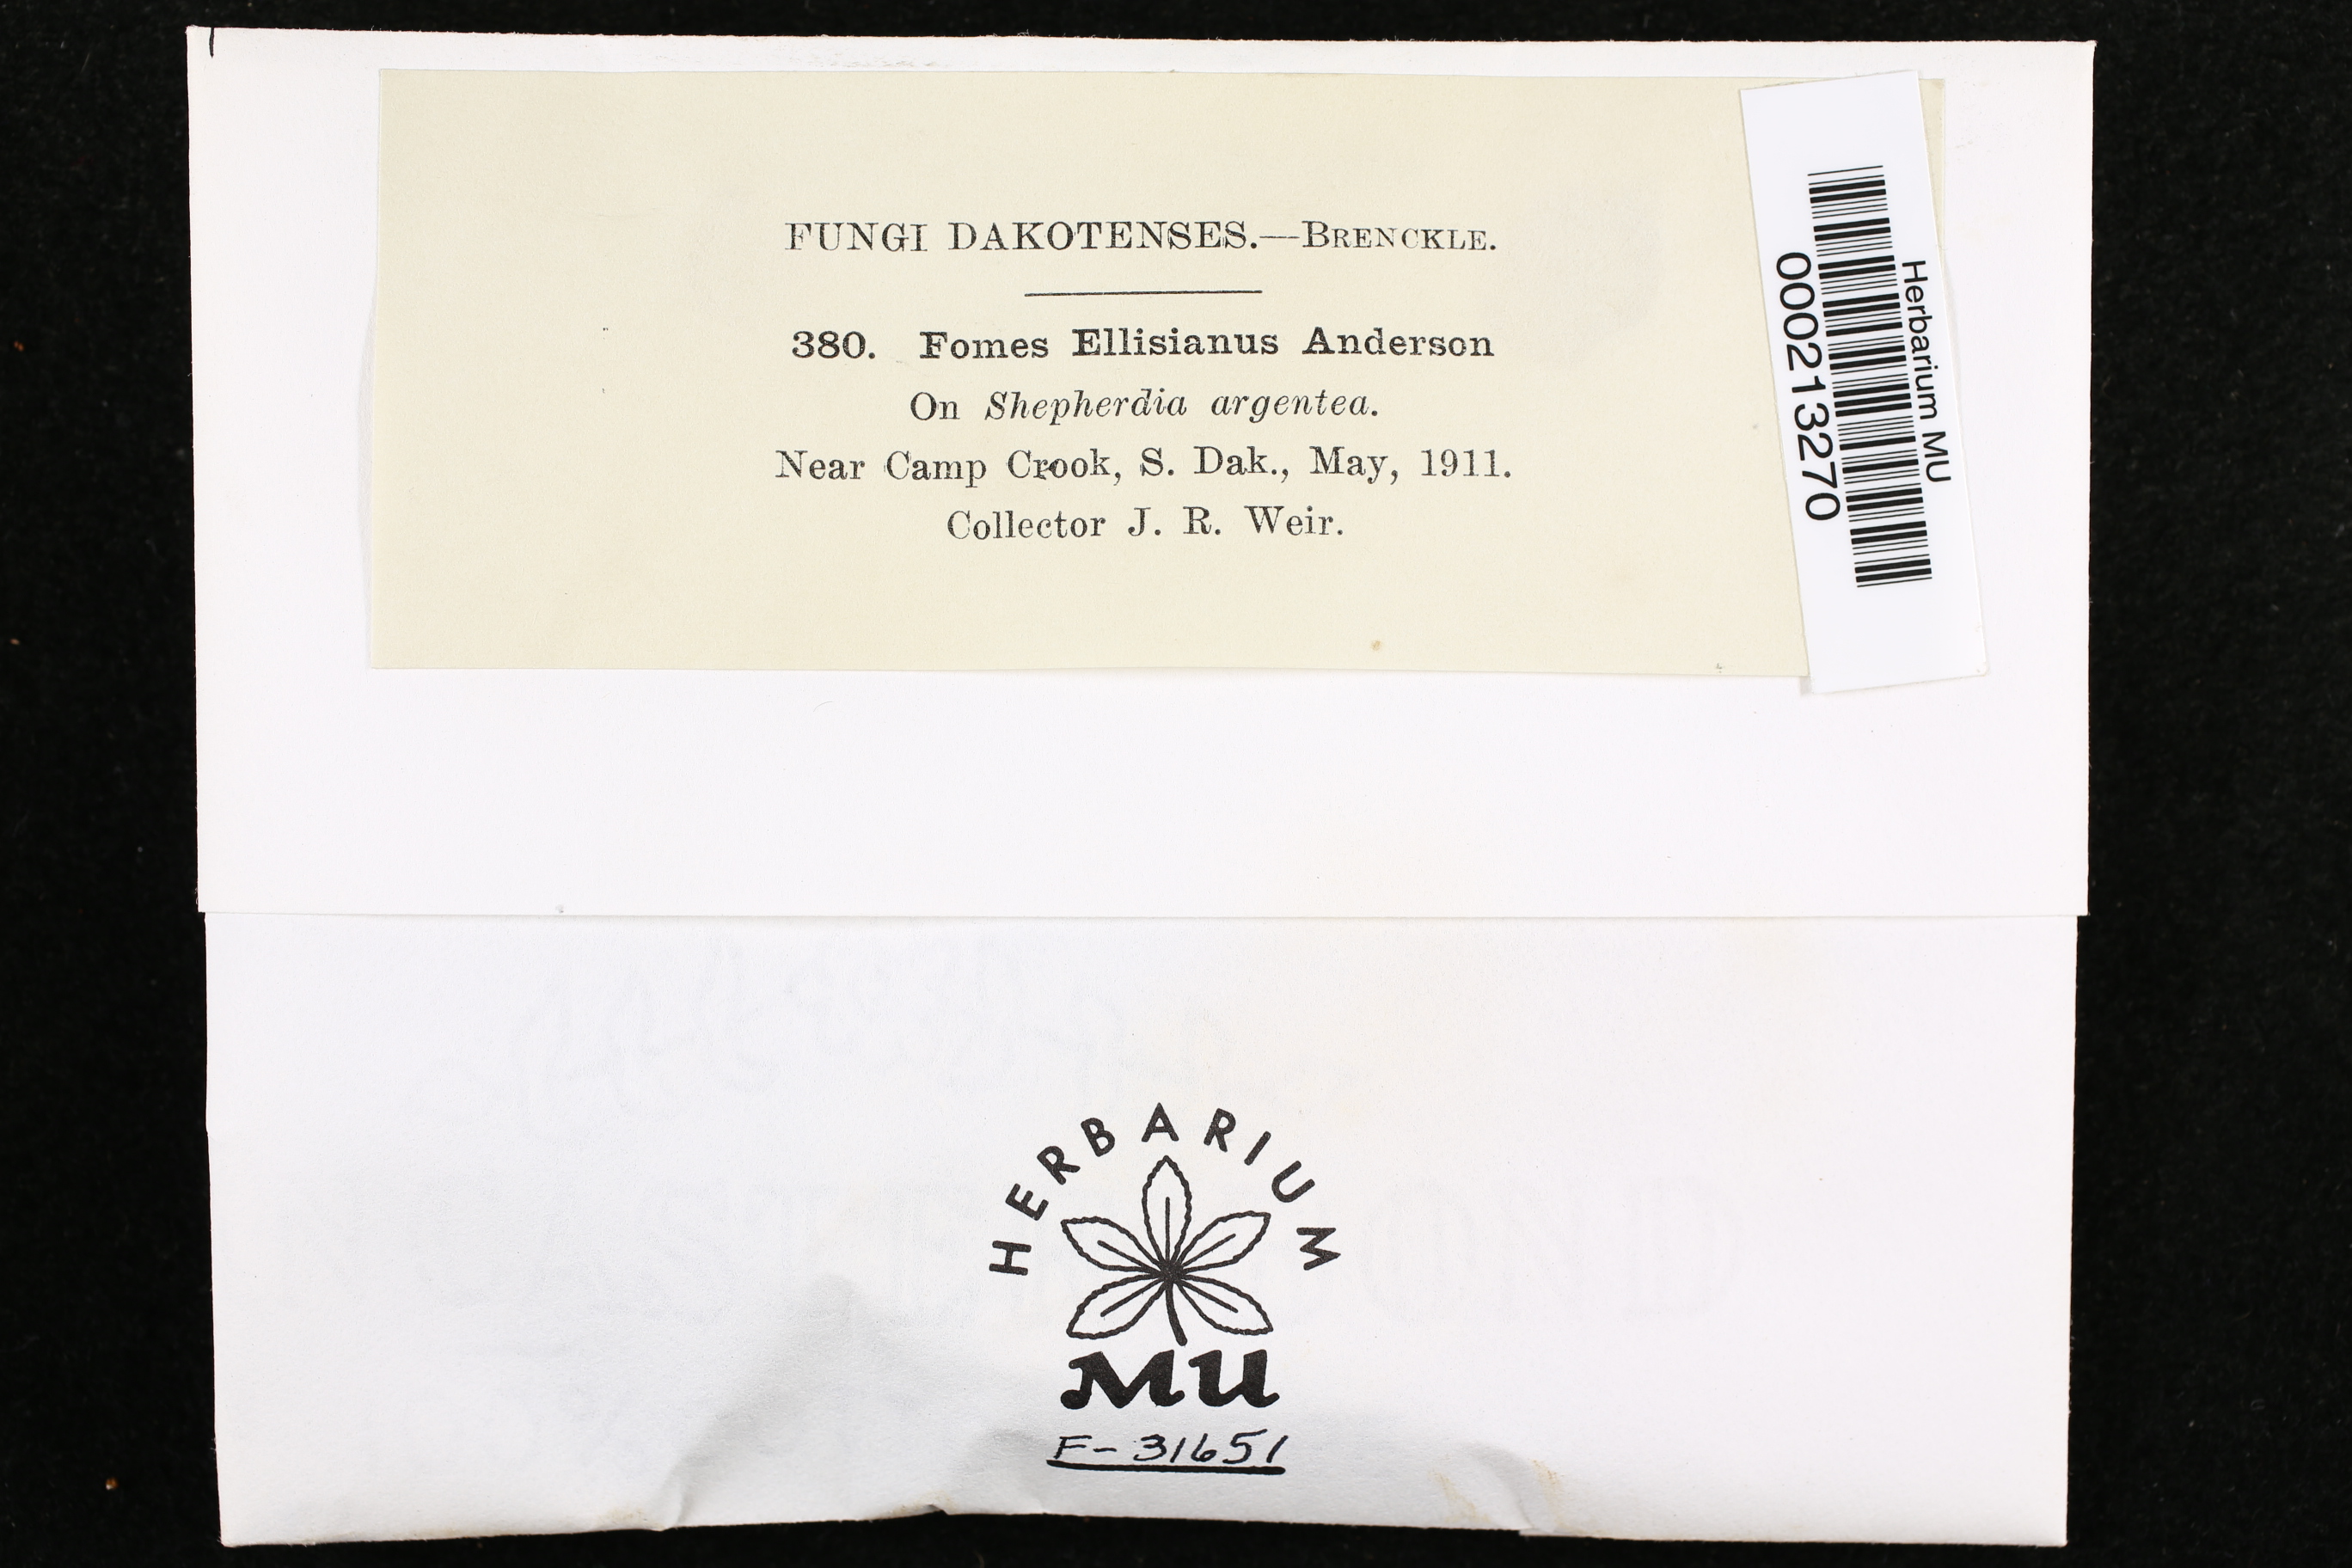 FUNGI DAKOTENSES.—BRENCKLE.
380. Fomes Ellisianus Anderson
On Shepherdia argentea.
Near Camp Crook, S. Dak., May, 1911.
Collector J. R. Weir.
Herbarium MU
000213270
HERBARIUM
MU
F-31651